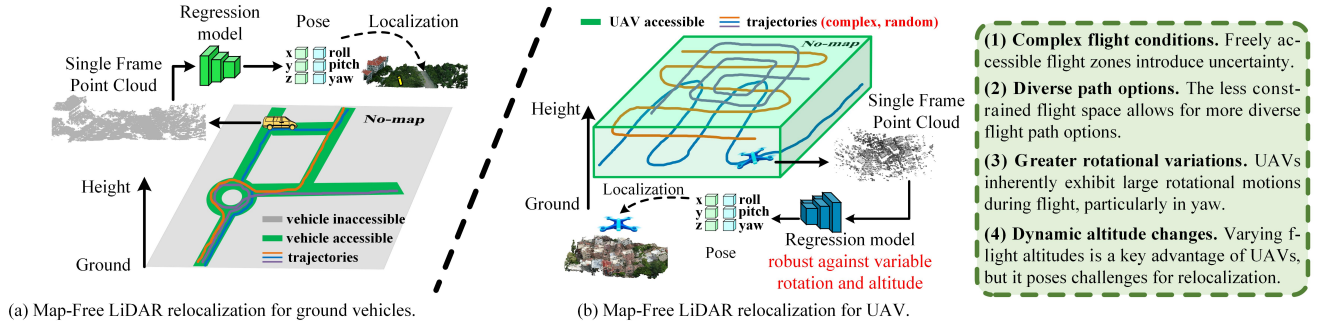 Regression
model
Pose
Localization
x roll
y pitch
z yaw
Single Frame
Point Cloud
No-map
Height
Ground
vehicle inaccessible
vehicle accessible
trajectories
(a) Map-Free LiDAR relocalization for ground vehicles.
UAV accessible
trajectories (complex, random)
No-map
Height
Ground
Single Frame
Point Cloud
Localization
x roll
y pitch
z yaw
Pose
Regression model
robust against variable
rotation and altitude
(b) Map-Free LiDAR relocalization for UAV.
(1) Complex flight conditions. Freely ac-
cessible flight zones introduce uncertainty.
(2) Diverse path options. The less const-
rained flight space allows for more diverse
flight path options.
(3) Greater rotational variations. UAVs
inherently exhibit large rotational motions
during flight, particularly in yaw.
(4) Dynamic altitude changes. Varying f-
light altitudes is a key advantage of UAVs,
but it poses challenges for relocalization.